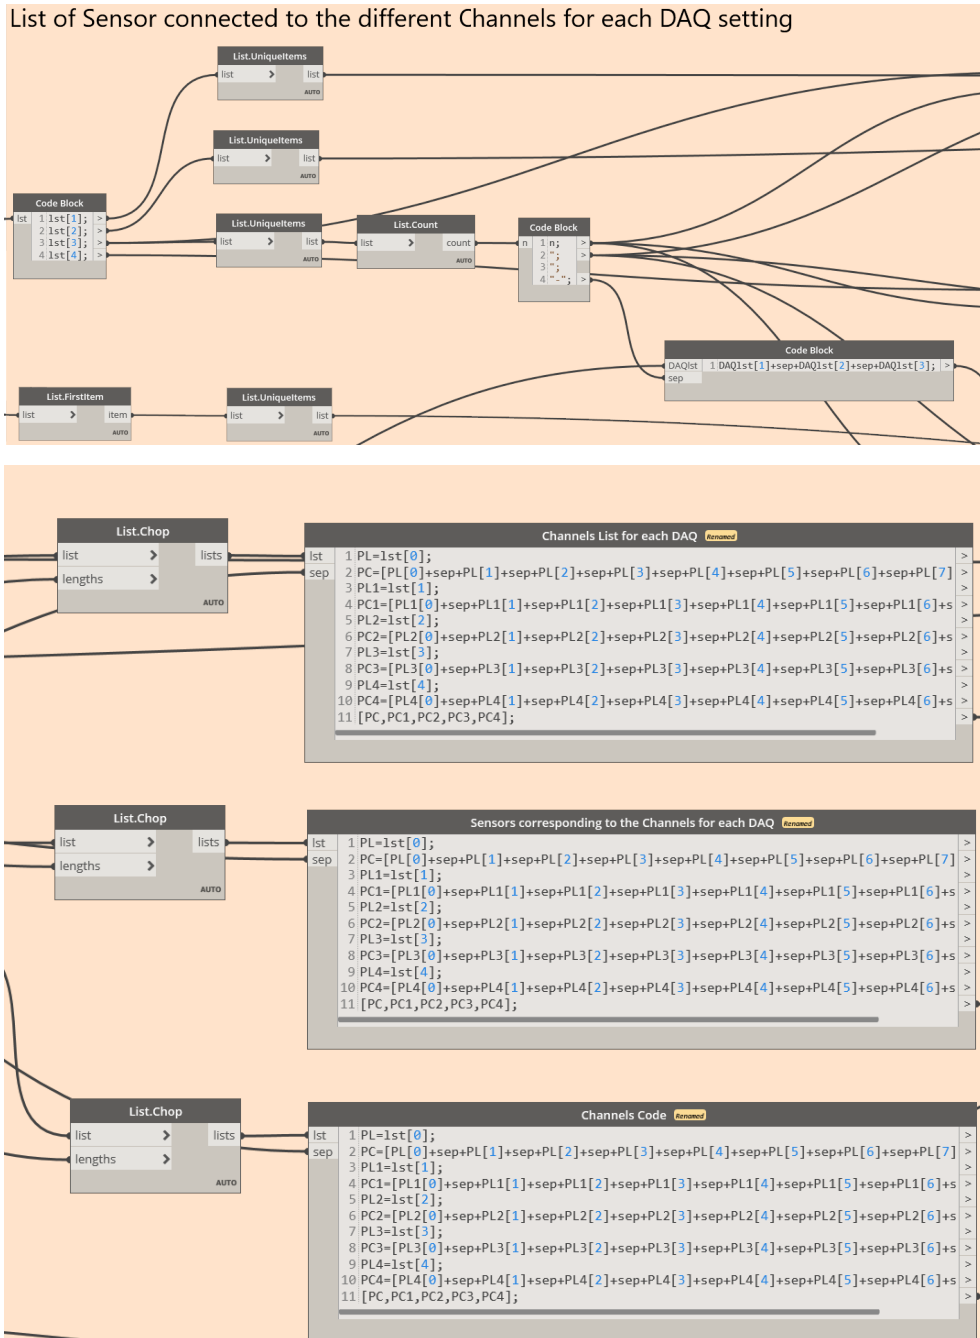 List of Sensor connected to the different Channels for each DAQ setting
List.UniqueItems
list > list
AUTO
List.UniqueItems
list > list
AUTO
Code Block
lst 1 lst[1]; >
2 lst[2]; >
3 lst[3]; >
4 lst[4]; >
List.UniqueItems
list > list
AUTO
List.Count
list > count
AUTO
Code Block
n 1 n; >
2 "; >
3 ";
4 "-"; >
Code Block
DAQlst 1 DAQlst[1]+sep+DAQlst[2]+sep+DAQlst[3]; >
sep
List.FirstItem
list > item
AUTO
List.UniqueItems
list > list
AUTO
List.Chop
list > lists
lengths >
AUTO
Channels List for each DAQ Renamed
lst 1 PL=lst[0]; >
sep 2 PC=[PL[0]+sep+PL[1]+sep+PL[2]+sep+PL[3]+sep+PL[4]+sep+PL[5]+sep+PL[6]+sep+PL[7] >
3 PL1=lst[1]; >
4 PC1=[PL1[0]+sep+PL1[1]+sep+PL1[2]+sep+PL1[3]+sep+PL1[4]+sep+PL1[5]+sep+PL1[6]+s >
5 PL2=lst[2]; >
6 PC2=[PL2[0]+sep+PL2[1]+sep+PL2[2]+sep+PL2[3]+sep+PL2[4]+sep+PL2[5]+sep+PL2[6]+s >
7 PL3=lst[3]; >
8 PC3=[PL3[0]+sep+PL3[1]+sep+PL3[2]+sep+PL3[3]+sep+PL3[4]+sep+PL3[5]+sep+PL3[6]+s >
9 PL4=lst[4]; >
10 PC4=[PL4[0]+sep+PL4[1]+sep+PL4[2]+sep+PL4[3]+sep+PL4[4]+sep+PL4[5]+sep+PL4[6]+s >
11 [PC,PC1,PC2,PC3,PC4]; >
List.Chop
list > lists
lengths >
AUTO
Sensors corresponding to the Channels for each DAQ Renamed
lst 1 PL=lst[0]; >
sep 2 PC=[PL[0]+sep+PL[1]+sep+PL[2]+sep+PL[3]+sep+PL[4]+sep+PL[5]+sep+PL[6]+sep+PL[7] >
3 PL1=lst[1]; >
4 PC1=[PL1[0]+sep+PL1[1]+sep+PL1[2]+sep+PL1[3]+sep+PL1[4]+sep+PL1[5]+sep+PL1[6]+s >
5 PL2=lst[2]; >
6 PC2=[PL2[0]+sep+PL2[1]+sep+PL2[2]+sep+PL2[3]+sep+PL2[4]+sep+PL2[5]+sep+PL2[6]+s >
7 PL3=lst[3]; >
8 PC3=[PL3[0]+sep+PL3[1]+sep+PL3[2]+sep+PL3[3]+sep+PL3[4]+sep+PL3[5]+sep+PL3[6]+s >
9 PL4=lst[4]; >
10 PC4=[PL4[0]+sep+PL4[1]+sep+PL4[2]+sep+PL4[3]+sep+PL4[4]+sep+PL4[5]+sep+PL4[6]+s >
11 [PC,PC1,PC2,PC3,PC4]; >
List.Chop
list > lists
lengths >
AUTO
Channels Code Renamed
lst 1 PL=lst[0]; >
sep 2 PC=[PL[0]+sep+PL[1]+sep+PL[2]+sep+PL[3]+sep+PL[4]+sep+PL[5]+sep+PL[6]+sep+PL[7] >
3 PL1=lst[1]; >
4 PC1=[PL1[0]+sep+PL1[1]+sep+PL1[2]+sep+PL1[3]+sep+PL1[4]+sep+PL1[5]+sep+PL1[6]+s >
5 PL2=lst[2]; >
6 PC2=[PL2[0]+sep+PL2[1]+sep+PL2[2]+sep+PL2[3]+sep+PL2[4]+sep+PL2[5]+sep+PL2[6]+s >
7 PL3=lst[3]; >
8 PC3=[PL3[0]+sep+PL3[1]+sep+PL3[2]+sep+PL3[3]+sep+PL3[4]+sep+PL3[5]+sep+PL3[6]+s >
9 PL4=lst[4]; >
10 PC4=[PL4[0]+sep+PL4[1]+sep+PL4[2]+sep+PL4[3]+sep+PL4[4]+sep+PL4[5]+sep+PL4[6]+s >
11 [PC,PC1,PC2,PC3,PC4]; >